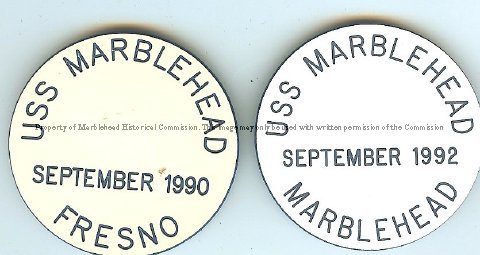 USS MARBLEHEAD
SEPTEMBER 1990
FRESNO
USS MARBLEHEAD
SEPTEMBER 1992
MARBLEHEAD
Property of Marblehead Historical Commission. This image may only be used with written permission of the Commission